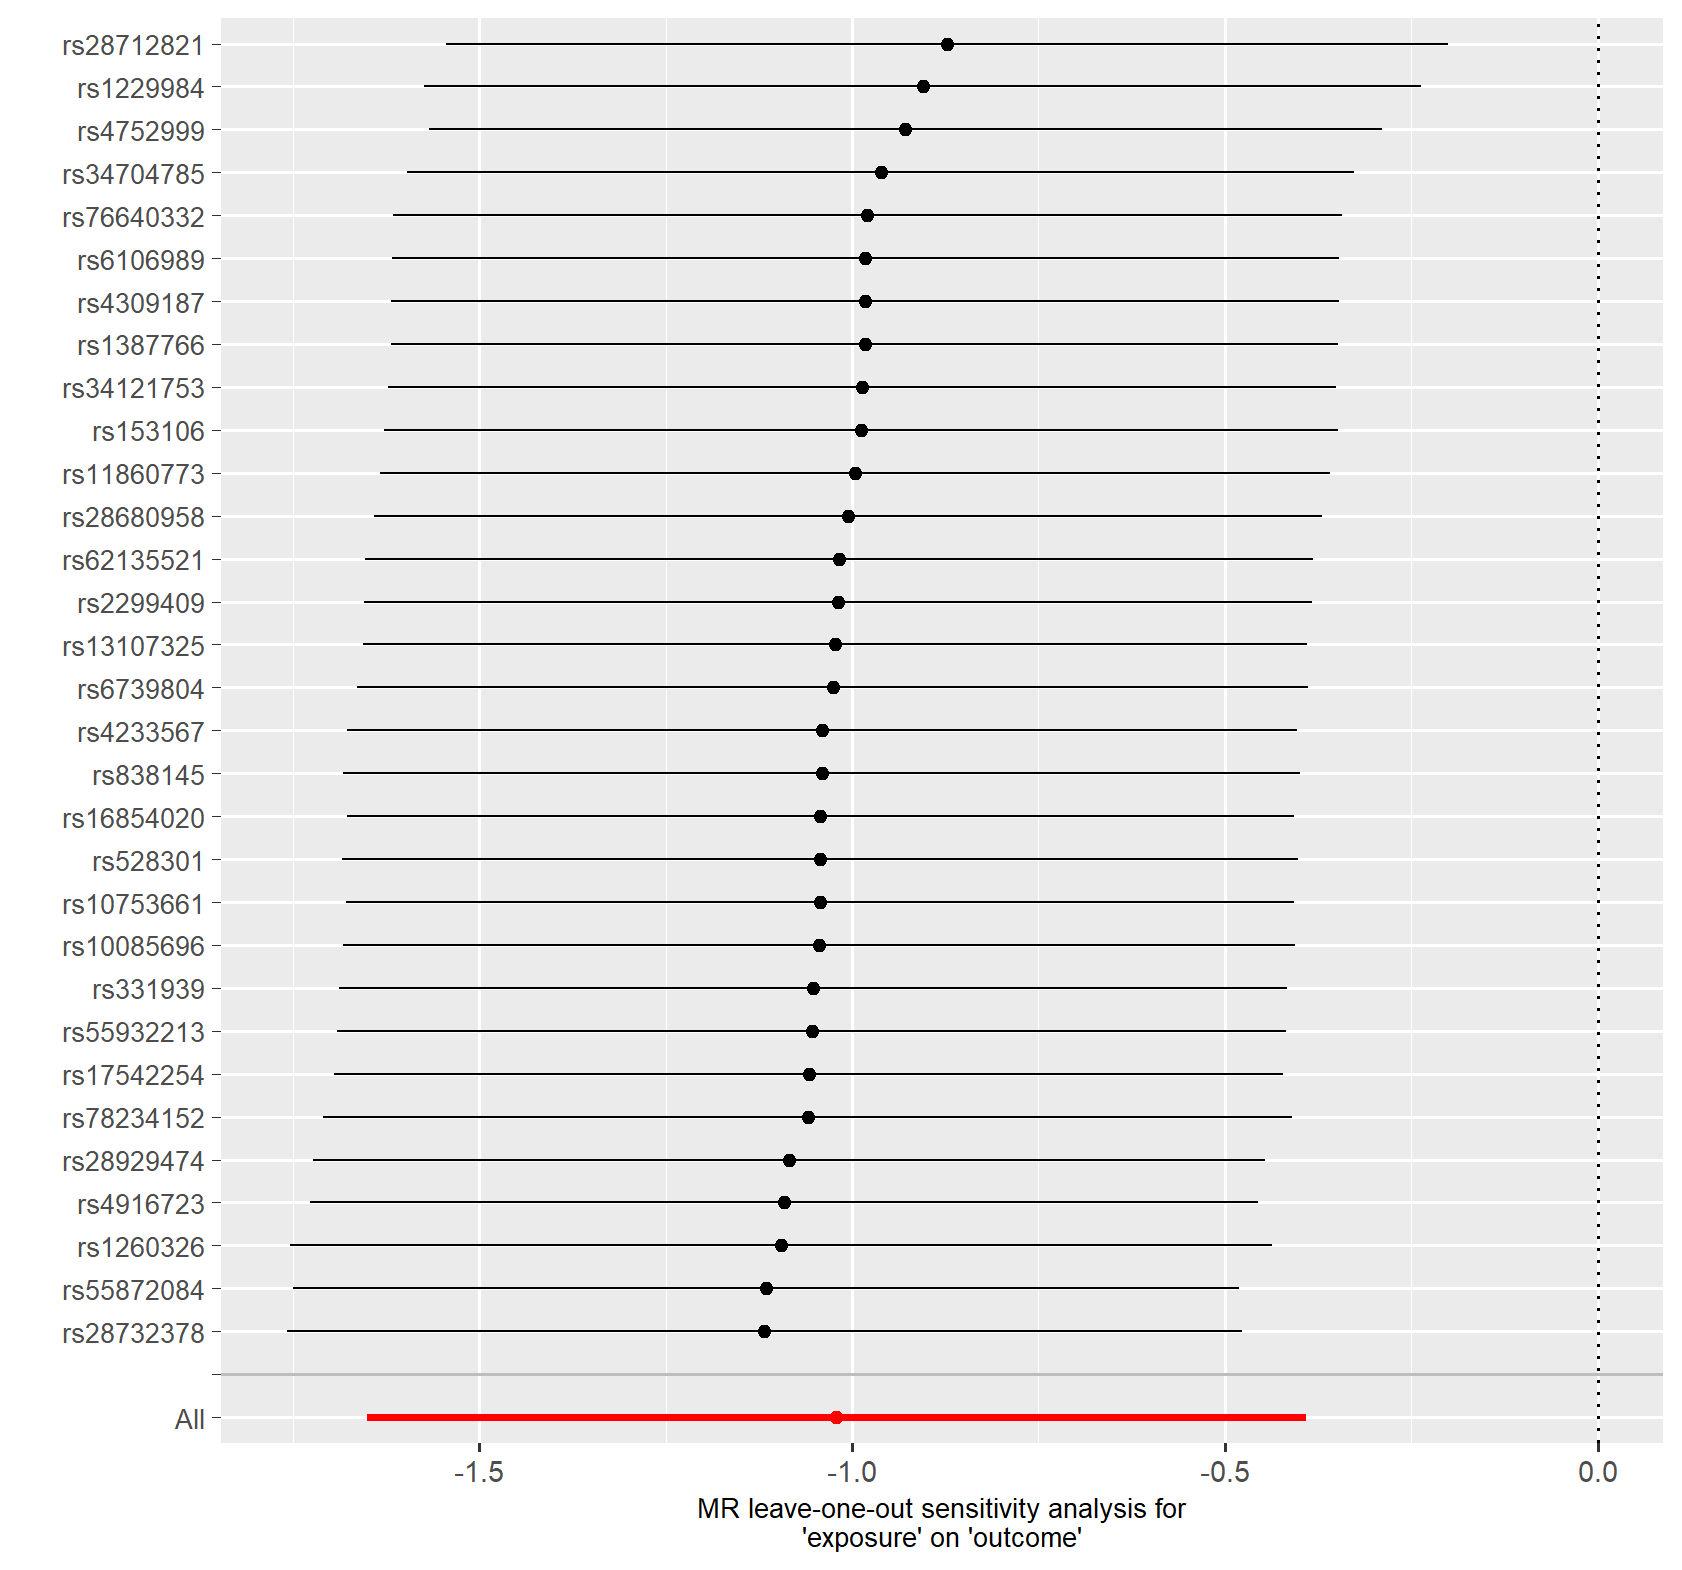 rs28712821
rs1229984
rs4752999
rs34704785
rs76640332
rs6106989
rs4309187
rs1387766
rs34121753
rs153106
rs11860773
rs28680958
rs62135521
rs2299409
rs13107325
rs6739804
rs4233567
rs838145
rs16854020
rs528301
rs10753661
rs10085696
rs331939
rs55932213
rs17542254
rs78234152
rs28929474
rs4916723
rs1260326
rs55872084
rs28732378
All
-1.5 -1.0 -0.5 0.0
MR leave-one-out sensitivity analysis for
'exposure' on 'outcome'